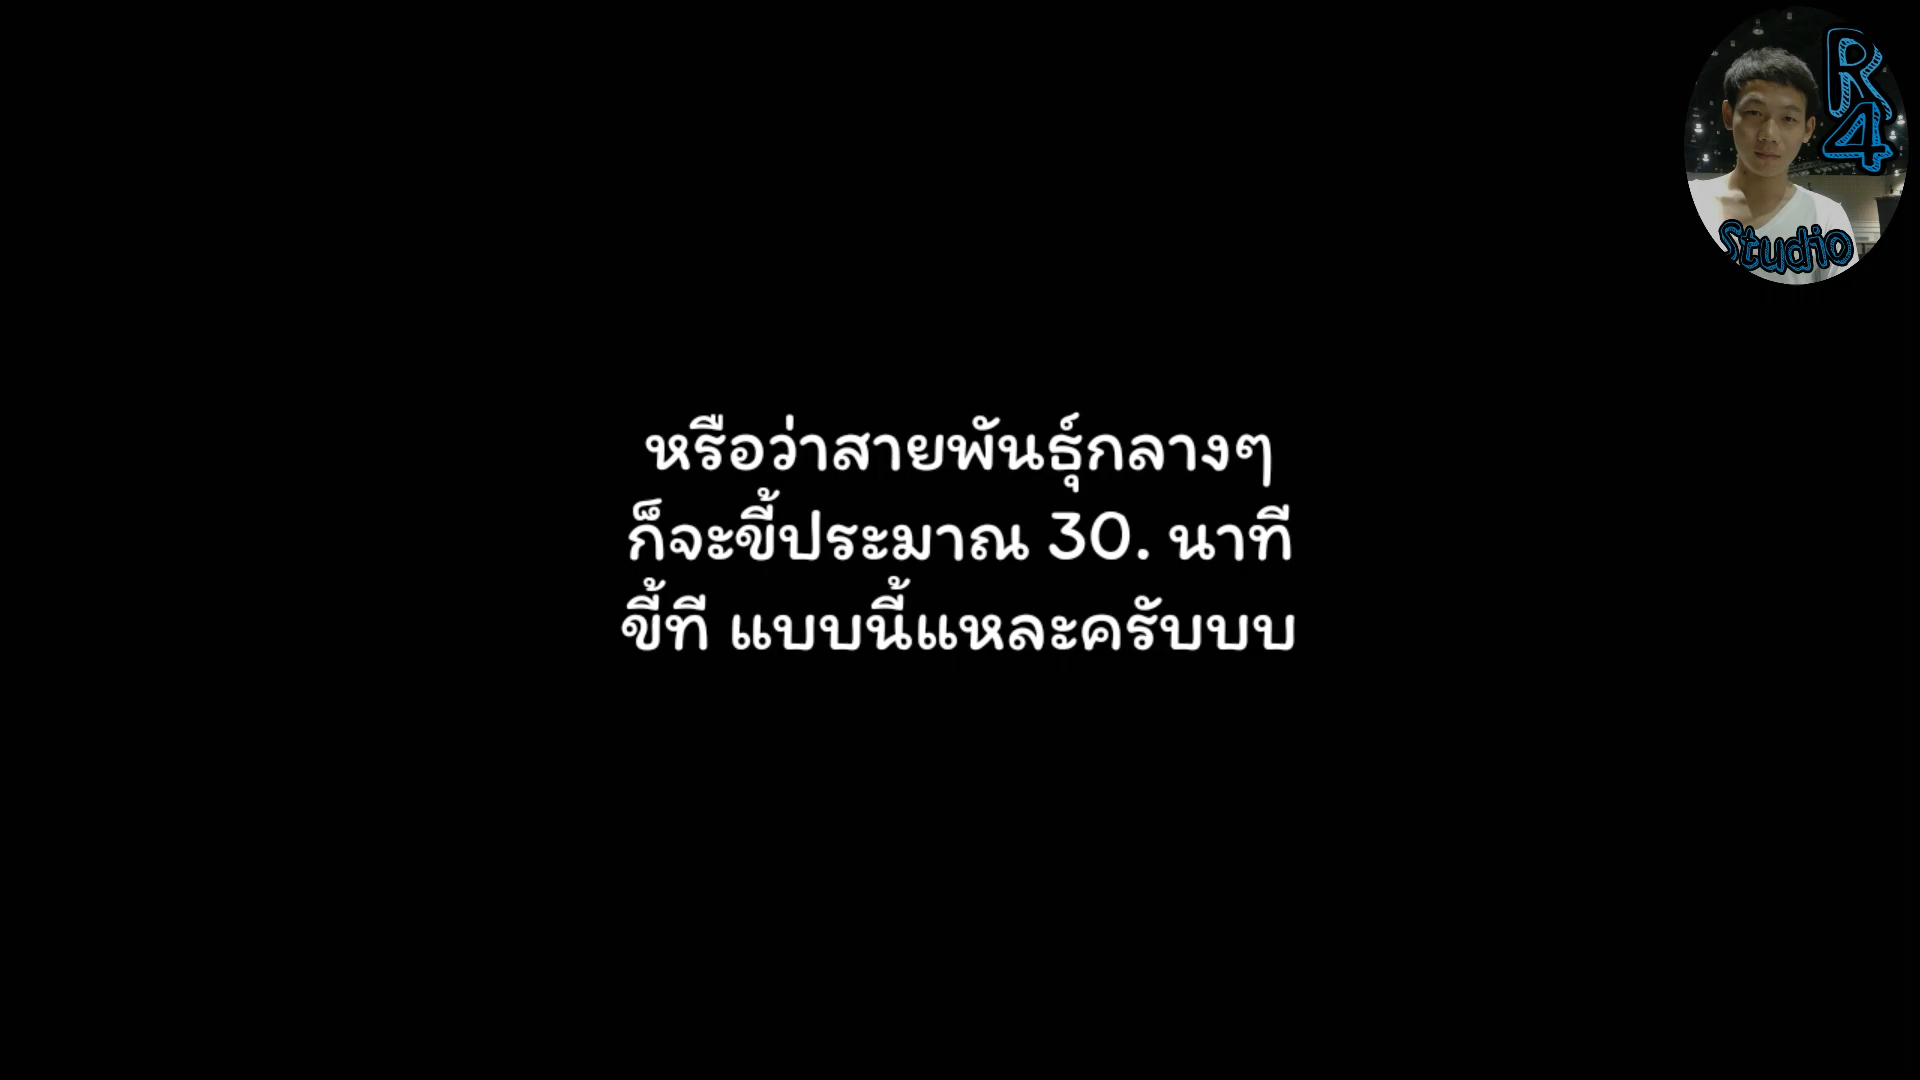 R
4
Studio
หรือว่าสายพันธุ์กลางๆ
ก็จะขี้ประมาณ 30. นาที
ขี้ที แบบนี้แหละครับบบ